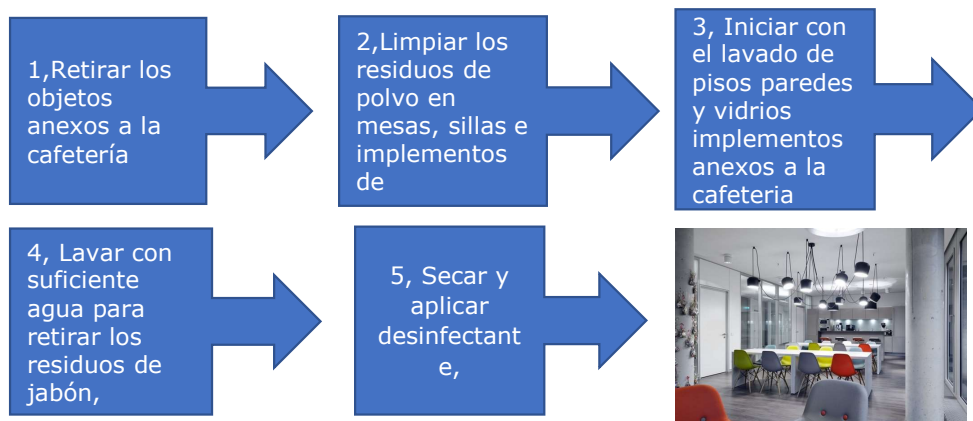 1,Retirar los
objetos
anexos a la
cafetería
2,Limpiar los
residuos de
polvo en
mesas, sillas e
implementos
de
3, Iniciar con
el lavado de
pisos paredes
y vidrios
implementos
anexos a la
cafeteria
4, Lavar con
suficiente
agua para
retirar los
residuos de
jabón,
5, Secar y
aplicar
desinfectant
e,